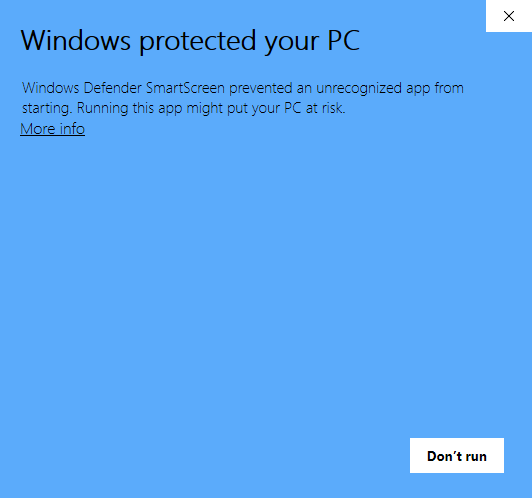 Windows protected your PC
Windows Defender SmartScreen prevented an unrecognized app from
starting. Running this app might put your PC at risk.
More info
Don't run